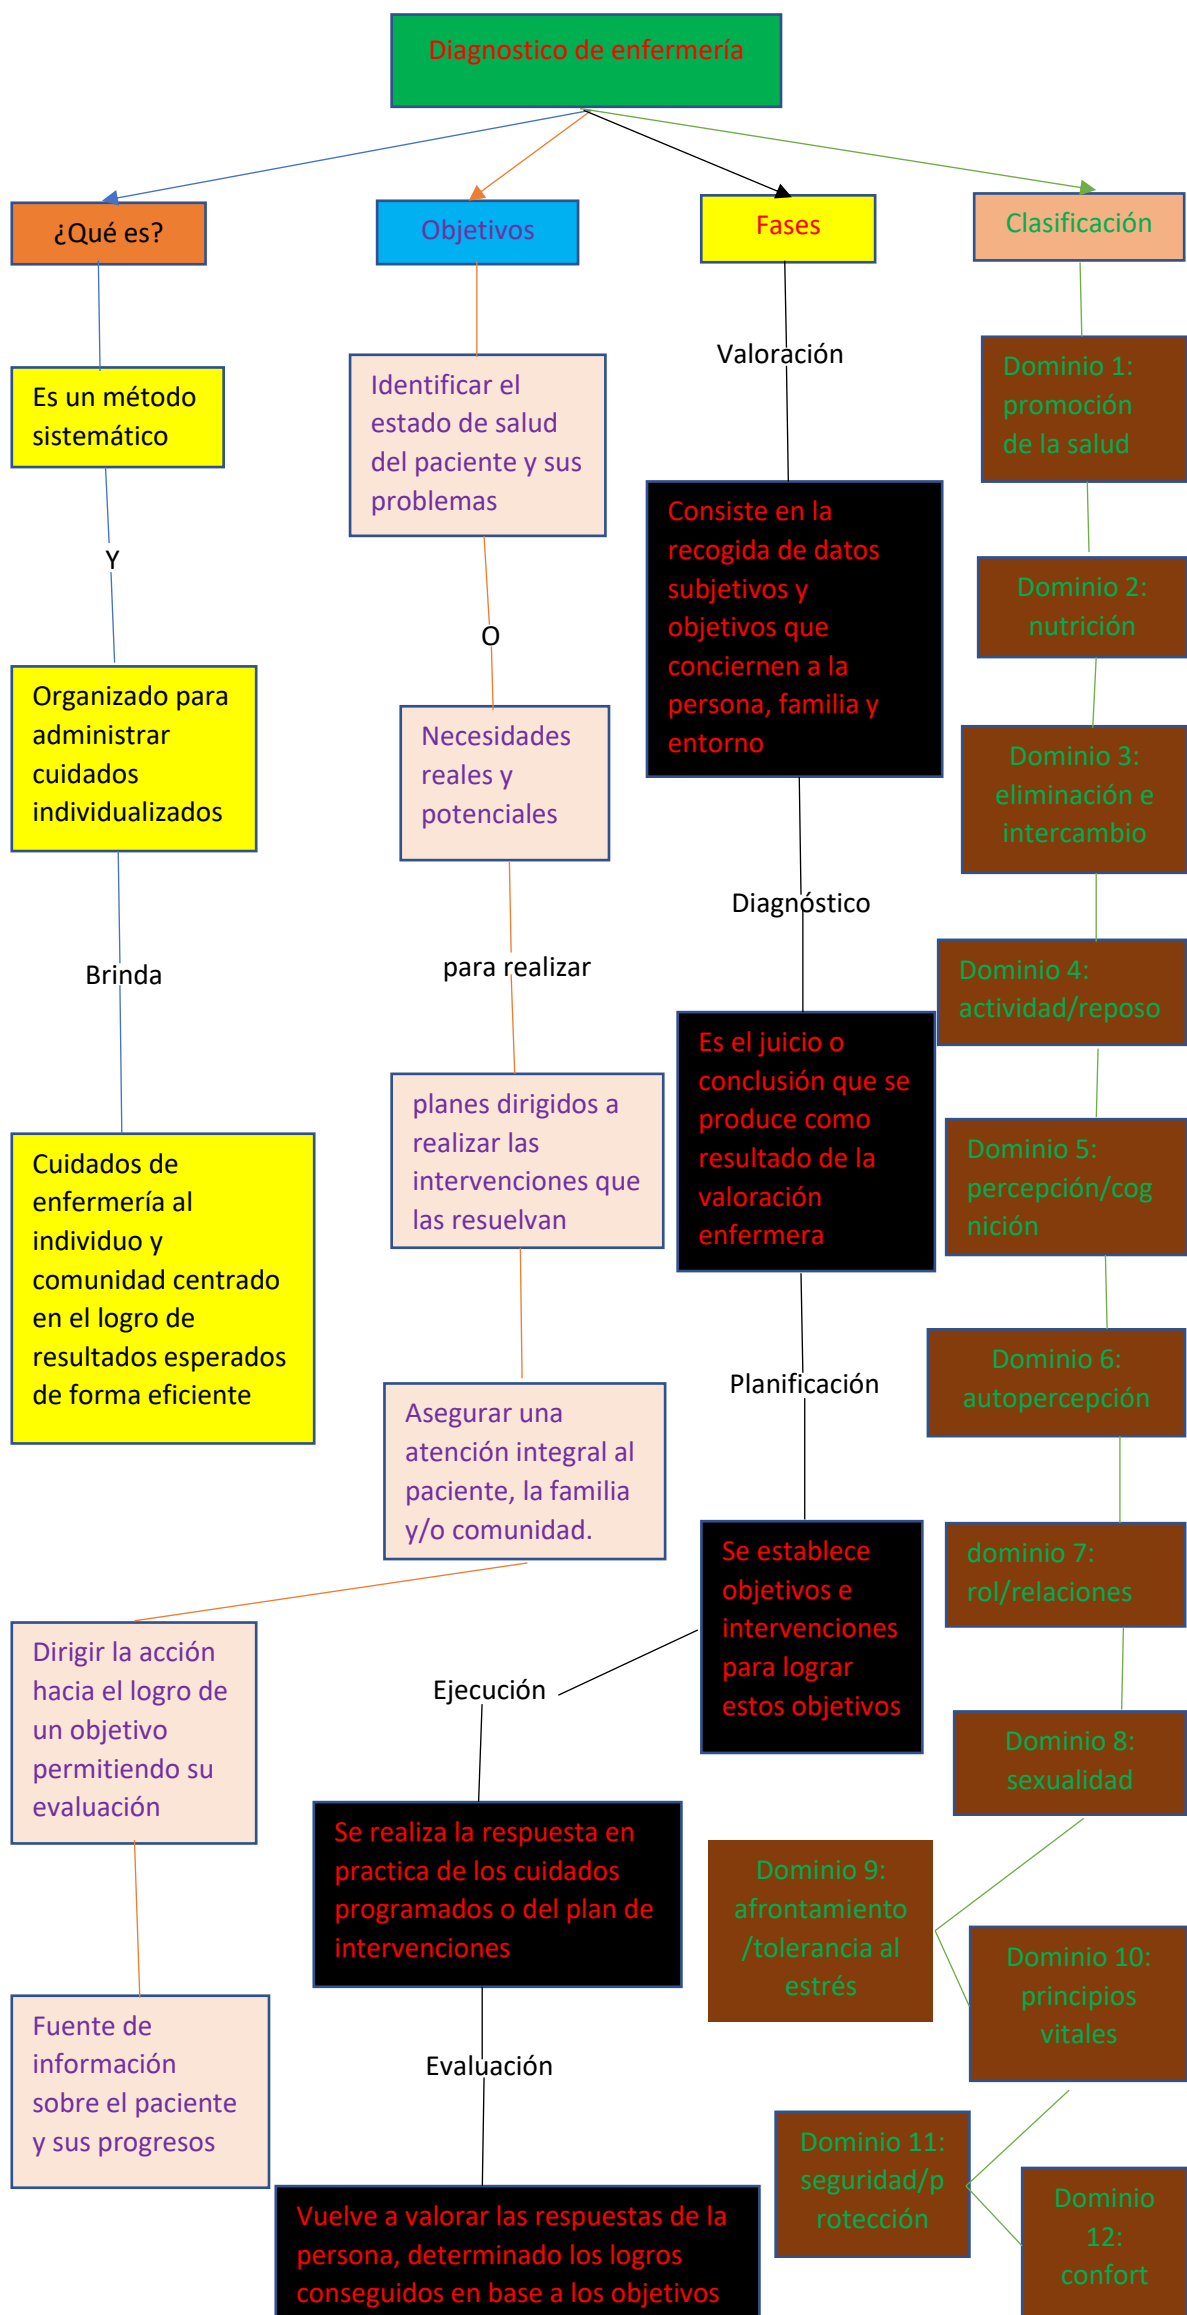 Diagnostico de enfermería
¿Qué es?
Es un método
sistemático
Y
Organizado para
administrar
cuidados
individualizados
Brinda
Cuidados de
enfermería al
individuo y
comunidad centrado
en el logro de
resultados esperados
de forma eficiente
Objetivos
Identificar el
estado de salud
del paciente y sus
problemas
O
Necesidades
reales y
potenciales
para realizar
planes dirigidos a
realizar las
intervenciones que
las resuelvan
Asegurar una
atención integral al
paciente, la familia
y/o comunidad.
Dirigir la acción
hacia el logro de
un objetivo
permitiendo su
evaluación
Fuente de
información
sobre el paciente
y sus progresos
Fases
Valoración
Consiste en la
recogida de datos
subjetivos y
objetivos que
conciernen a la
persona, familia y
entorno
Diagnóstico
Es el juicio o
conclusión que se
produce como
resultado de la
valoración
enfermera
Planificación
Se establece
objetivos e
intervenciones
para lograr
estos objetivos
Ejecución
Se realiza la respuesta en
practica de los cuidados
programados o del plan de
intervenciones
Evaluación
Vuelve a valorar las respuestas de la
persona, determinado los logros
conseguidos en base a los objetivos
Clasificación
Dominio 1:
promoción
de la salud
Dominio 2:
nutrición
Dominio 3:
eliminación e
intercambio
Dominio 4:
actividad/reposo
Dominio 5:
percepción/cog
nición
Dominio 6:
autopercepción
dominio 7:
rol/relaciones
Dominio 8:
sexualidad
Dominio 9:
afrontamiento
/tolerancia al
estrés
Dominio 10:
principios
vitales
Dominio 11:
seguridad/p
rotección
Dominio
12:
confort